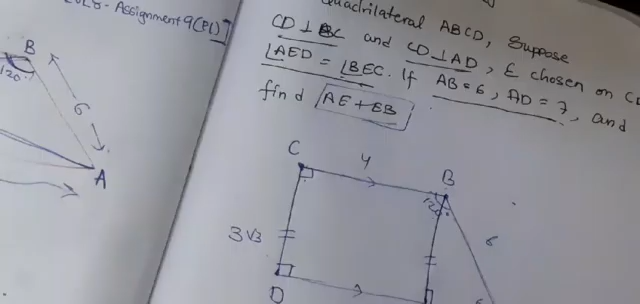 Assignment 9(P1)]
Quadrilateral ABCD, Suppose
CD⊥BC and CD⊥AD, E chosen on CD
∠AED = ∠BEC. If AB=6, AD=7, and
find AE+EB
B
120°
6
A
C
4
B
120°
6
3√3
D